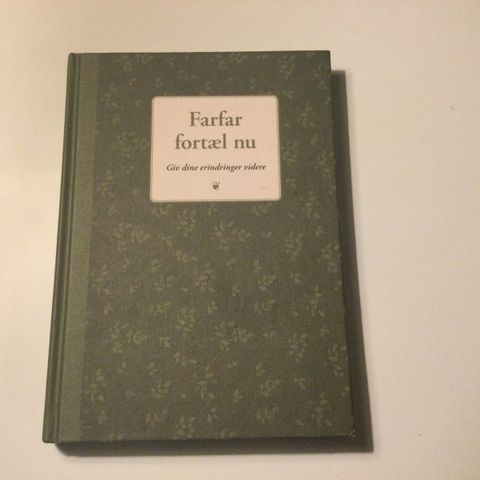 Farfar
fortæl nu
Giv dine erindringer videre